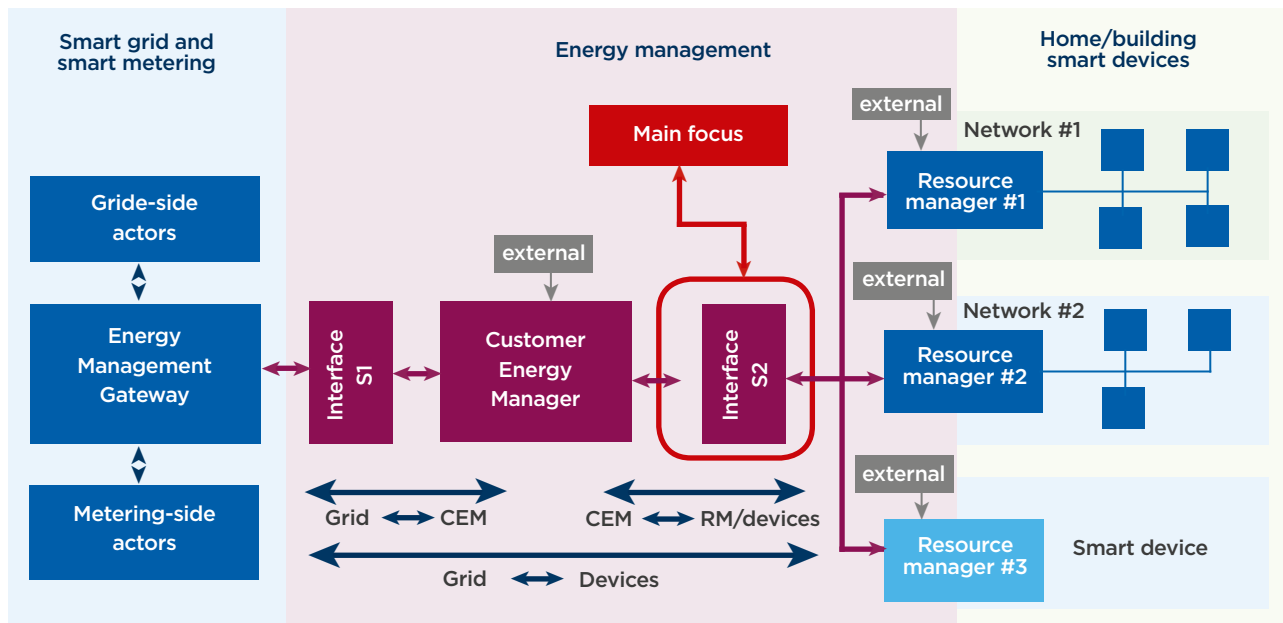 Smart grid and
smart metering
Energy management
Home/building
smart devices
external
Main focus
Network #1
Resource
manager #1
Gride-side
actors
external
external
Network #2
Energy
Management
Gateway
Interface
S1
Customer
Energy
Manager
Interface
S2
Resource
manager #2
external
Metering-side
actors
Grid
CEM
CEM
RM/devices
Resource
manager #3
Smart device
Grid
Devices